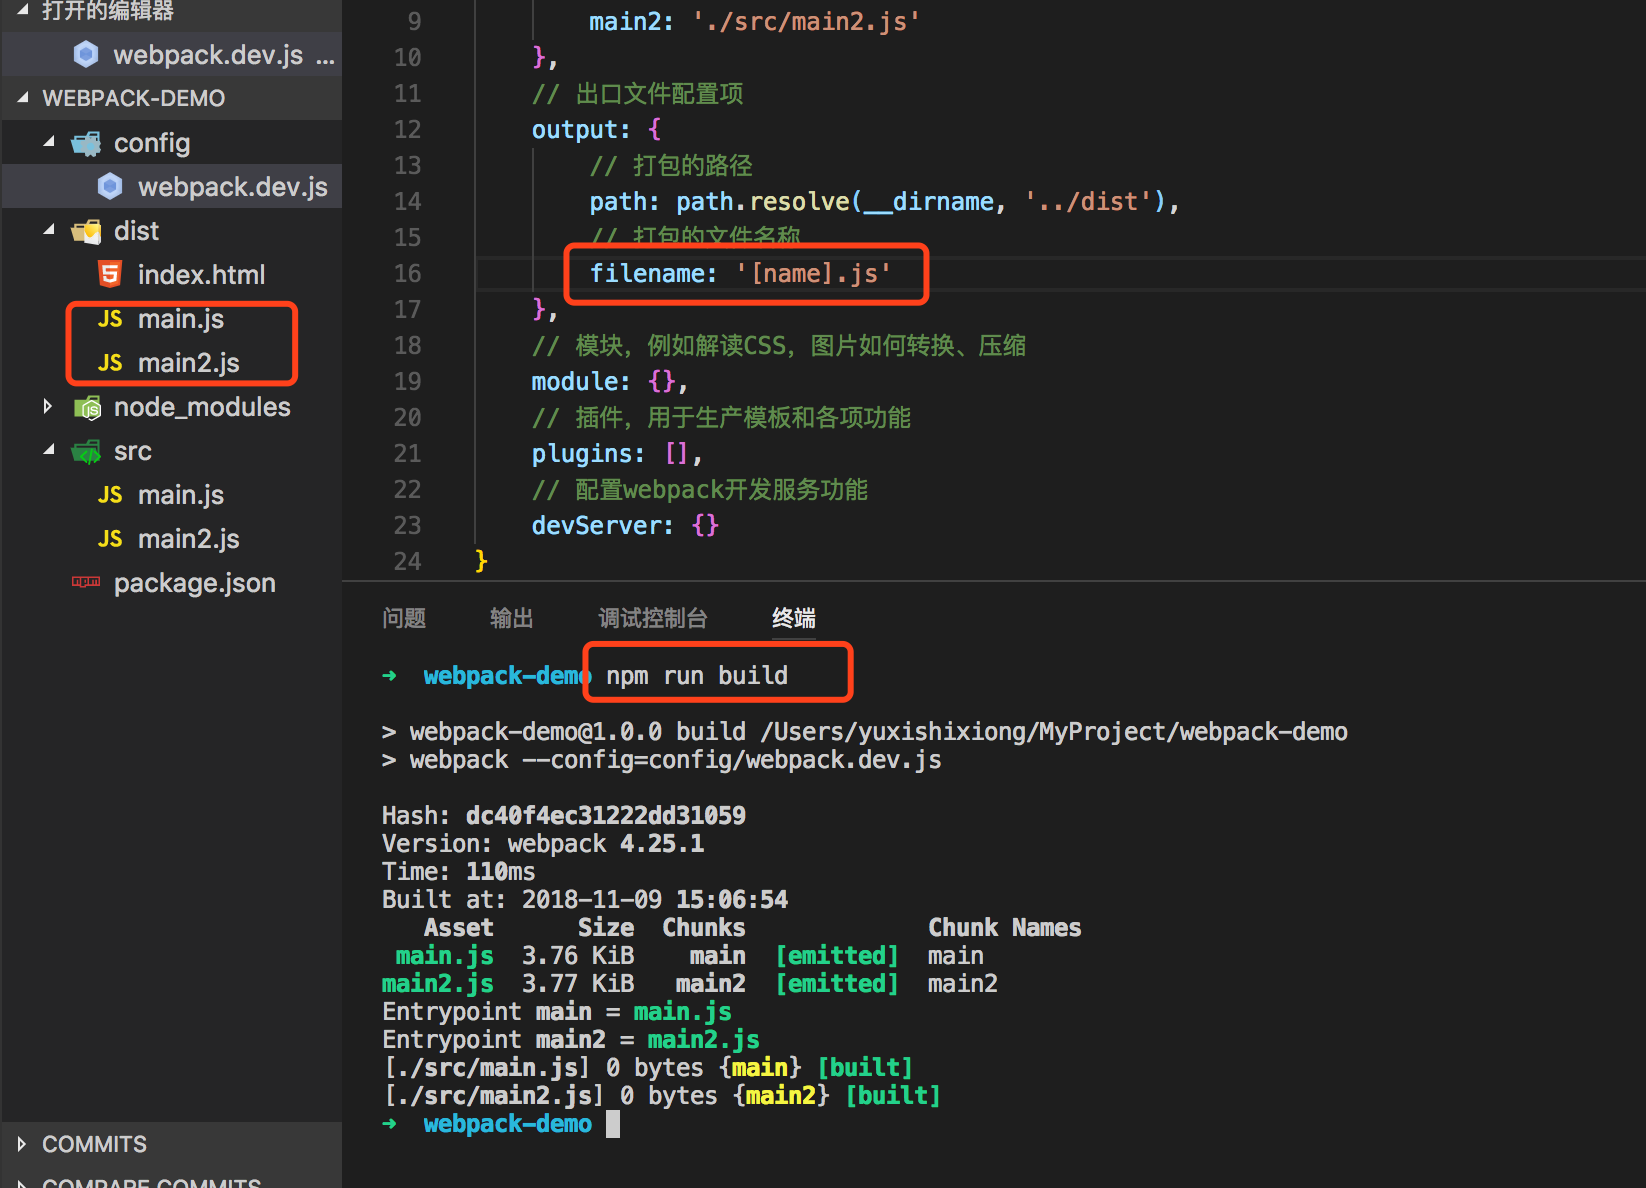 打开的编辑器
webpack.dev.js ...
WEBPACK-DEMO
config
webpack.dev.js
dist
index.html
JS main.js
JS main2.js
node_modules
src
JS main.js
JS main2.js
package.json
COMMITS
COMPARE COMMITS
9 main2: './src/main2.js'
10 },
11 // 出口文件配置项
12 output: {
13 // 打包的路径
14 path: path.resolve(__dirname, '../dist'),
15 // 打包的文件名称
16 filename: '[name].js'
17 },
18 // 模块，例如解读CSS，图片如何转换、压缩
19 module: {},
20 // 插件，用于生产模板和各项功能
21 plugins: [],
22 // 配置webpack开发服务功能
23 devServer: {}
24 }
问题 输出 调试控制台 终端
➜ webpack-demo npm run build
> webpack-demo@1.0.0 build /Users/yuxishixiong/MyProject/webpack-demo
> webpack --config=config/webpack.dev.js
Hash: dc40f4ec31222dd31059
Version: webpack 4.25.1
Time: 110ms
Built at: 2018-11-09 15:06:54
Asset Size Chunks Chunk Names
main.js 3.76 KiB main [emitted] main
main2.js 3.77 KiB main2 [emitted] main2
Entrypoint main = main.js
Entrypoint main2 = main2.js
[./src/main.js] 0 bytes {main} [built]
[./src/main2.js] 0 bytes {main2} [built]
➜ webpack-demo